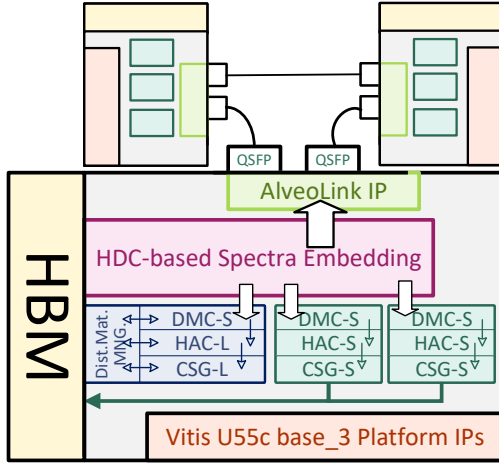 QSFP
QSFP
AlveoLink IP
HBM
HDC-based Spectra Embedding
Dist.Mat.
MNG.
DMC-S
HAC-L
CSG-L
DMC-S
HAC-S
CSG-S
DMC-S
HAC-S
CSG-S
Vitis U55c base_3 Platform IPs